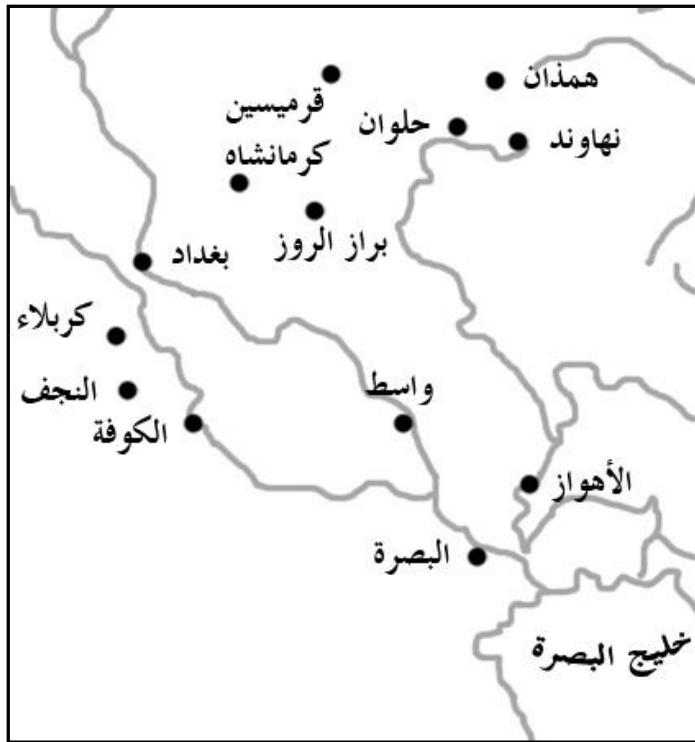 همذان
قرميسين
حلوان
نهاوند
كرمانشاه
براز الروز
بغداد
كربلاء
النجف
واسط
الكوفة
الأهواز
البصرة
خليج البصرة